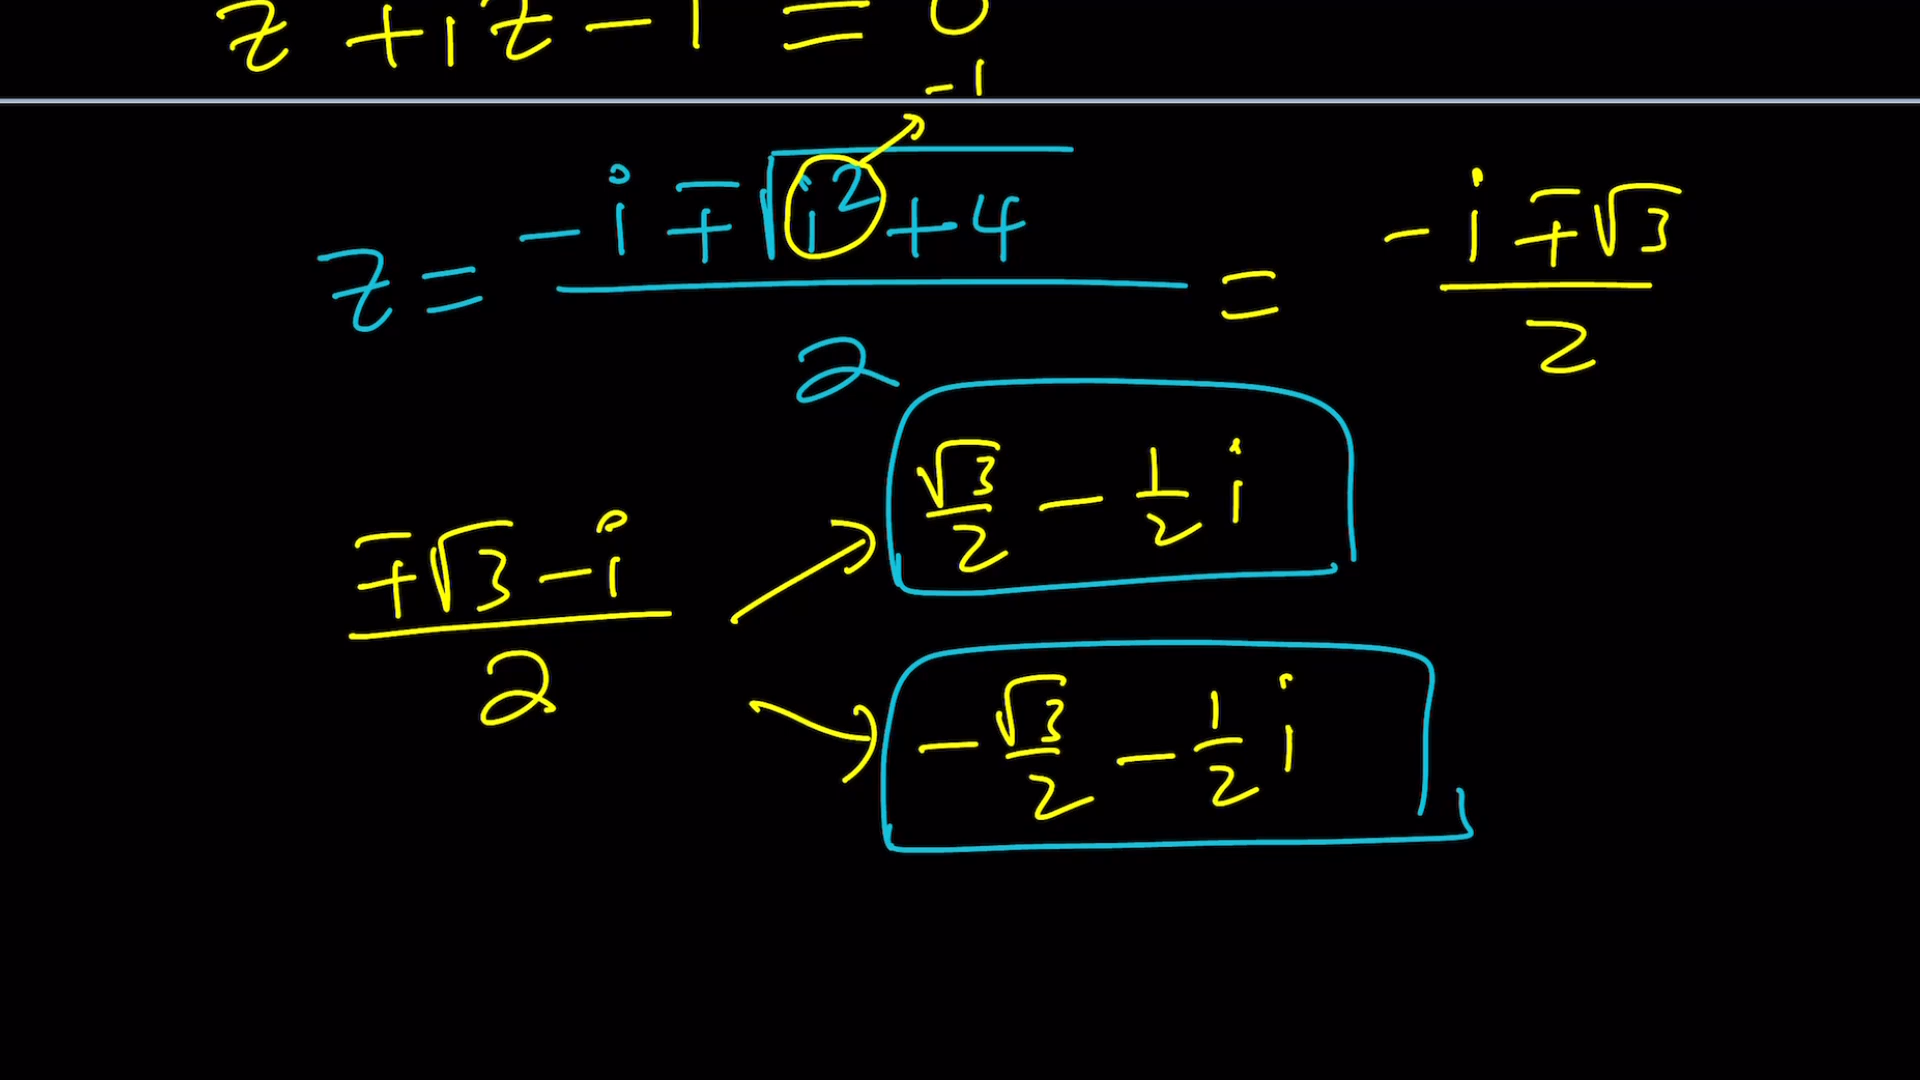 z + iz - 1 = 0
-1
z = (-i ∓ √(i² + 4)) / 2 = (-i ∓ √3) / 2
√3/2 - 1/2 i
(∓√3 - i) / 2
-√3/2 - 1/2 i